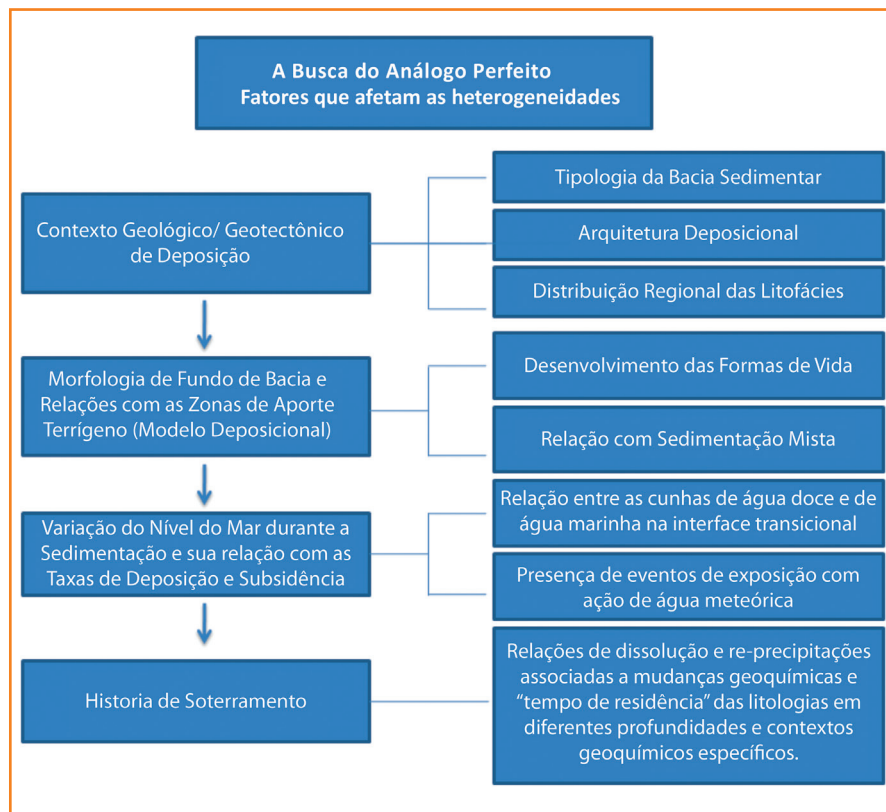 A Busca do Análogo Perfeito
Fatores que afetam as heterogeneidades
Contexto Geológico/ Geotectônico
de Deposição
Tipologia da Bacia Sedimentar
Arquitetura Deposicional
Distribuição Regional das Litofácies
Morfologia de Fundo de Bacia e
Relações com as Zonas de Aporte
Terrígeno (Modelo Deposicional)
Desenvolvimento das Formas de Vida
Relação com Sedimentação Mista
Variação do Nível do Mar durante a
Sedimentação e sua relação com as
Taxas de Deposição e Subsidência
Relação entre as cunhas de água doce e de
água marinha na interface transicional
Presença de eventos de exposição com
ação de água meteórica
Historia de Soterramento
Relações de dissolução e re-precipitações
associadas a mudanças geoquímicas e
“tempo de residência” das litologias em
diferentes profundidades e contextos
geoquímicos específicos.